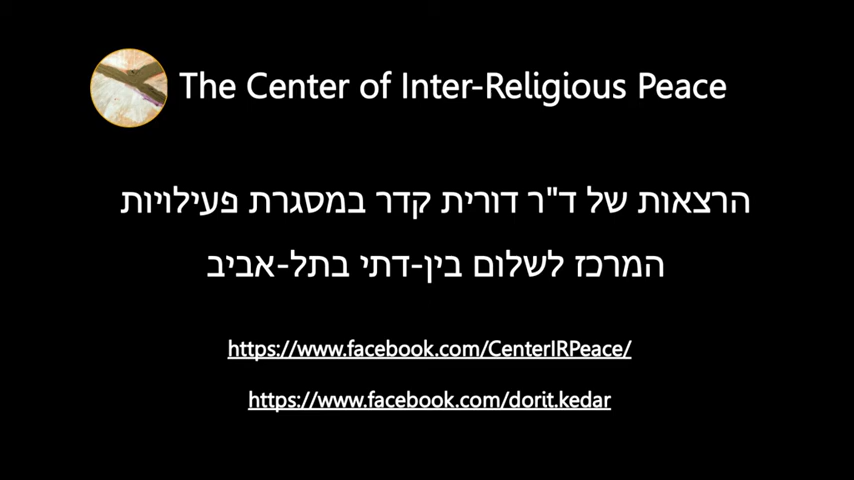 The Center of Inter-Religious Peace
הרצאות של ד"ר דורית קדר במסגרת פעילויות
המרכז לשלום בין-דתי בתל-אביב
https://www.facebook.com/CenterIRPeace/
https://www.facebook.com/dorit.kedar